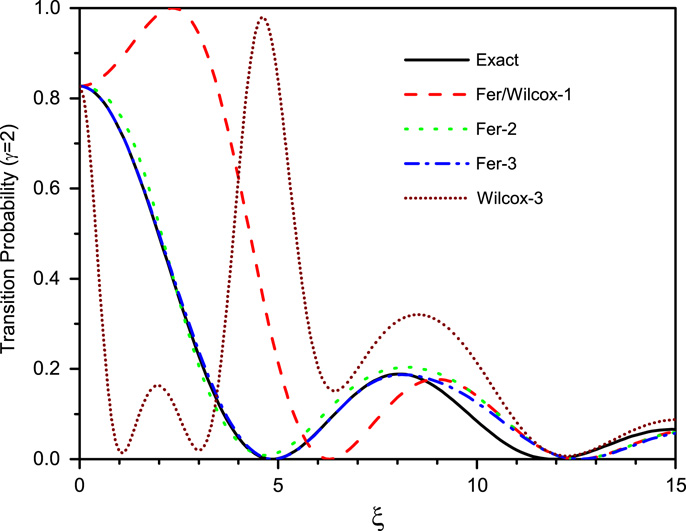 Transition Probability (γ=2)
1.0
0.8
0.6
0.4
0.2
0.0
Exact
Fer/Wilcox-1
Fer-2
Fer-3
Wilcox-3
0
5
10
15
ξ